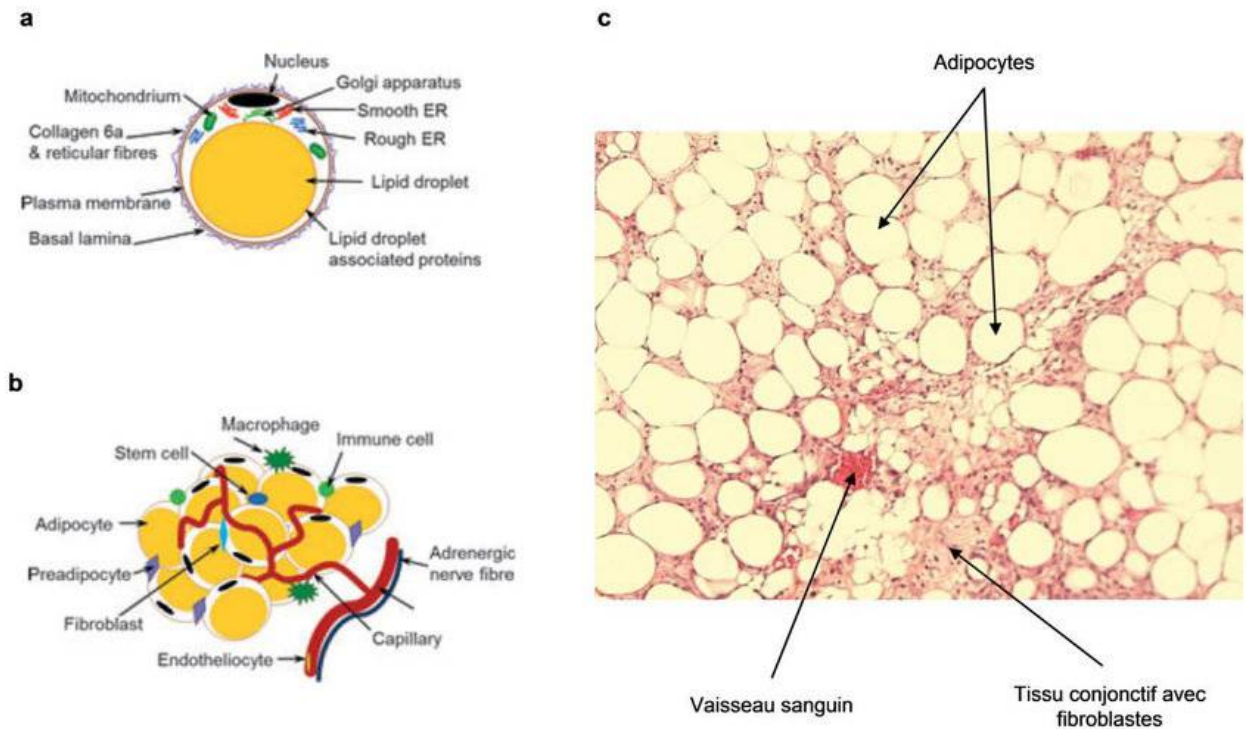 a
Nucleus
Golgi apparatus
Mitochondrium
Smooth ER
Collagen 6a
& reticular fibres
Rough ER
Lipid droplet
Plasma membrane
Basal lamina
Lipid droplet
associated proteins
b
Macrophage
Immune cell
Stem cell
Adipocyte
Adrenergic
nerve fibre
Preadipocyte
Fibroblast
Capillary
Endotheliocyte
c
Adipocytes
Vaisseau sanguin
Tissu conjonctif avec
fibroblastes